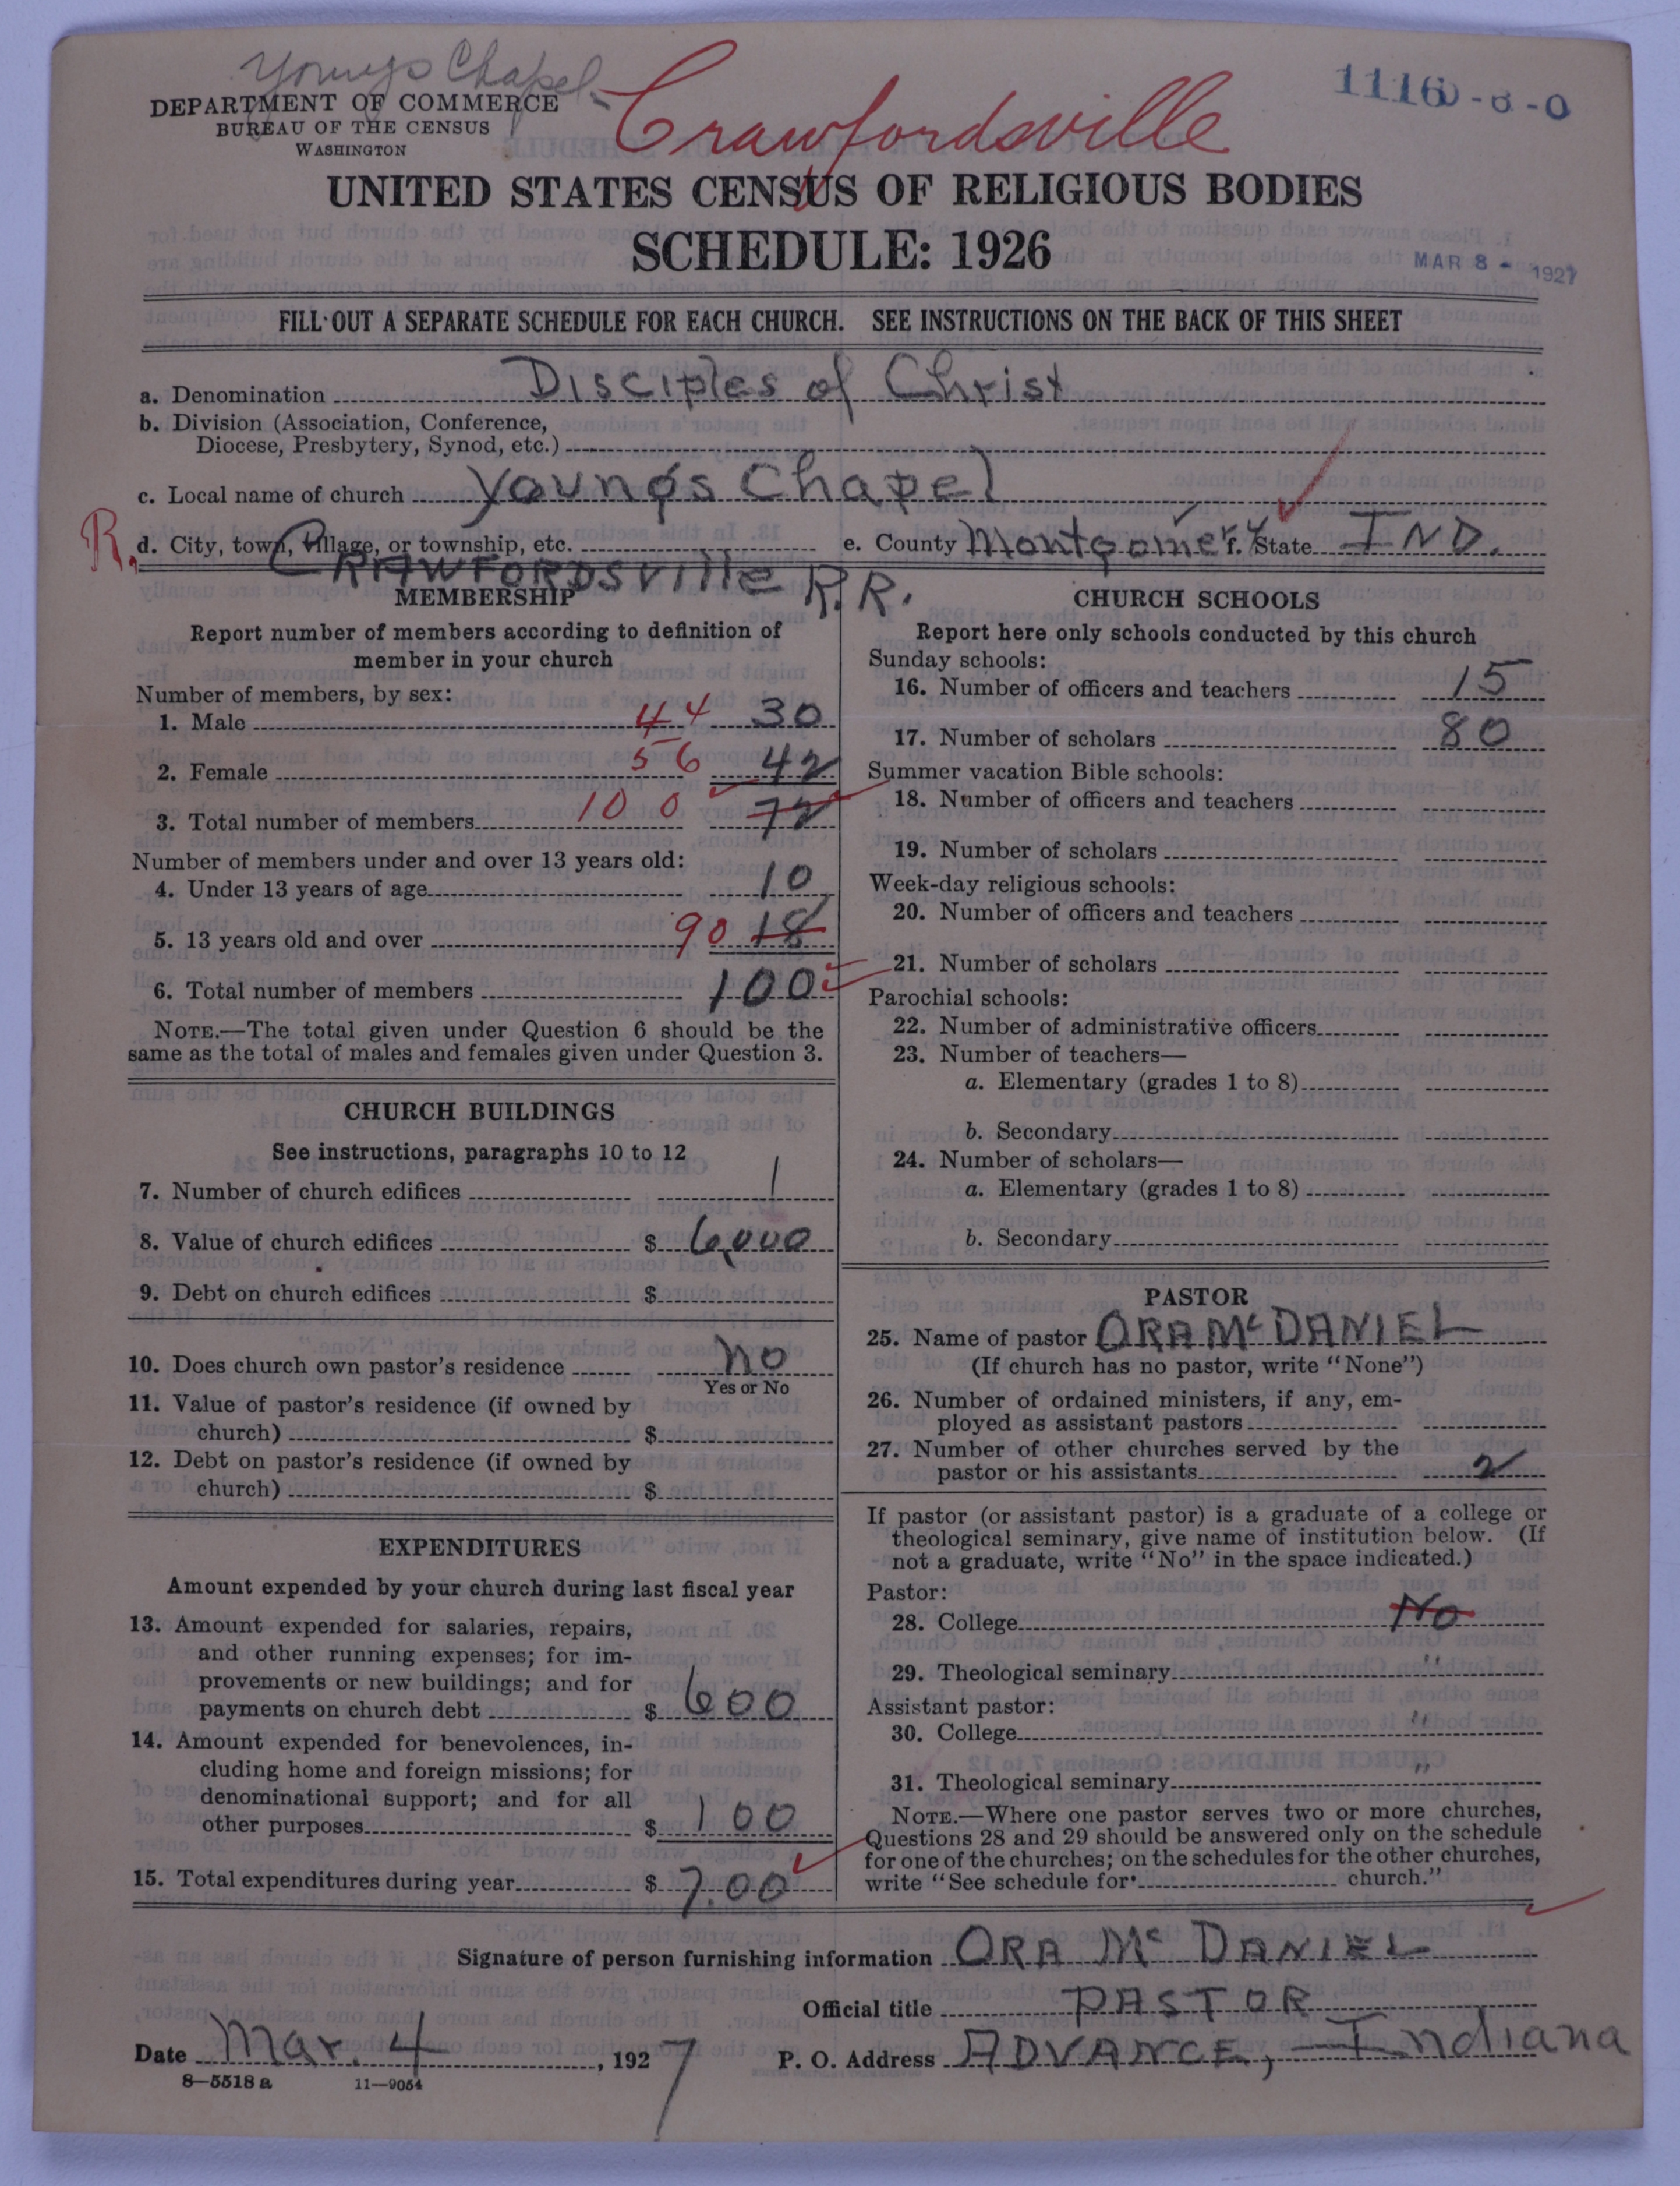 Youngs Chapel
Crawfordsville
1116
DEPARTMENT OF COMMERCE
BUREAU OF THE CENSUS
WASHINGTON
UNITED STATES CENSUS OF RELIGIOUS BODIES
SCHEDULE: 1926
MAR 8 - 1927
FILL OUT A SEPARATE SCHEDULE FOR EACH CHURCH. SEE INSTRUCTIONS ON THE BACK OF THIS SHEET
a. Denomination Disciples of Christ
b. Division (Association, Conference,
Diocese, Presbytery, Synod, etc.)
c. Local name of church Youngs Chapel
R. d. City, town, village, or township, etc. Crawfordsville R.R. e. County Montgomery f. State IND.
MEMBERSHIP
Report number of members according to definition of
member in your church
Number of members, by sex:
1. Male 44 30
2. Female 56 42
3. Total number of members 100 72
Number of members under and over 13 years old:
4. Under 13 years of age 10
5. 13 years old and over 90 18
6. Total number of members 100
NOTE.—The total given under Question 6 should be the
same as the total of males and females given under Question 3.
CHURCH BUILDINGS
See instructions, paragraphs 10 to 12
7. Number of church edifices 1
8. Value of church edifices $ 6,000
9. Debt on church edifices $
10. Does church own pastor's residence No
Yes or No
11. Value of pastor's residence (if owned by
church) $
12. Debt on pastor's residence (if owned by
church) $
EXPENDITURES
Amount expended by your church during last fiscal year
13. Amount expended for salaries, repairs,
and other running expenses; for im-
provements or new buildings; and for
payments on church debt $ 600
14. Amount expended for benevolences, in-
cluding home and foreign missions; for
denominational support; and for all
other purposes $ 100
15. Total expenditures during year $ 7.00
CHURCH SCHOOLS
Report here only schools conducted by this church
Sunday schools:
16. Number of officers and teachers 15
17. Number of scholars 80
Summer vacation Bible schools:
18. Number of officers and teachers
19. Number of scholars
Week-day religious schools:
20. Number of officers and teachers
21. Number of scholars
Parochial schools:
22. Number of administrative officers
23. Number of teachers—
a. Elementary (grades 1 to 8)
b. Secondary
24. Number of scholars—
a. Elementary (grades 1 to 8)
b. Secondary
PASTOR
25. Name of pastor ORA McDANIEL
(If church has no pastor, write "None")
26. Number of ordained ministers, if any, em-
ployed as assistant pastors
27. Number of other churches served by the
pastor or his assistants 2
If pastor (or assistant pastor) is a graduate of a college or
theological seminary, give name of institution below. (If
not a graduate, write "No" in the space indicated.)
Pastor:
28. College No
29. Theological seminary "
Assistant pastor:
30. College "
31. Theological seminary "
NOTE.—Where one pastor serves two or more churches,
Questions 28 and 29 should be answered only on the schedule
for one of the churches; on the schedules for the other churches,
write "See schedule for church."
Signature of person furnishing information ORA McDANIEL
Official title PASTOR
Date Mar. 4, 1927 P. O. Address ADVANCE, Indiana
8—5518 a 11—9054